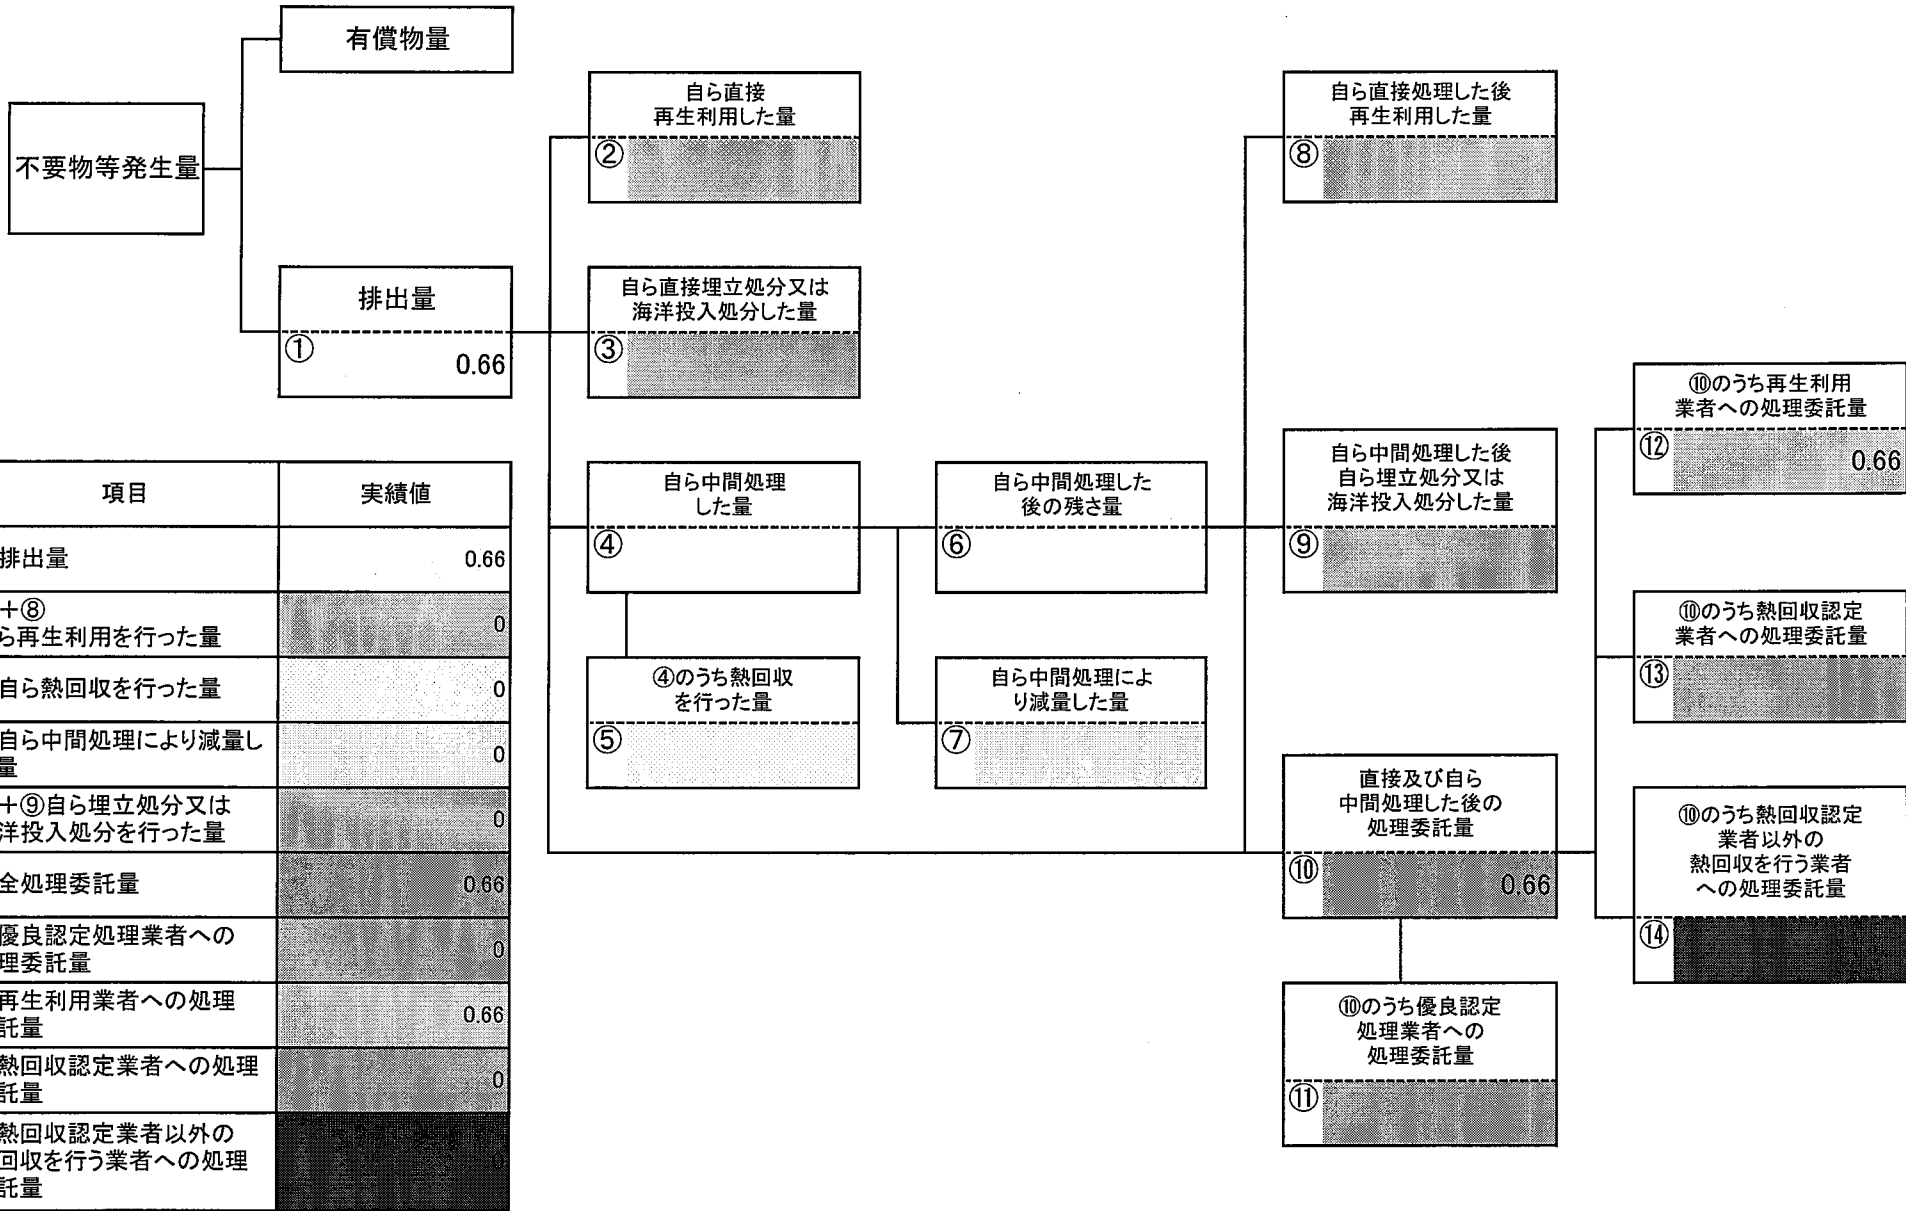 有償物量
不要物等発生量
排出量
①
0.66
自ら直接
再生利用した量
②
自ら直接埋立処分又は
海洋投入処分した量
③
自ら中間処理
した量
④
④のうち熱回収
を行った量
⑤
自ら中間処理した
後の残さ量
⑥
自ら中間処理によ
り減量した量
⑦
自ら直接処理した後
再生利用した量
⑧
自ら中間処理した後
自ら埋立処分又は
海洋投入処分した量
⑨
直接及び自ら
中間処理した後の
処理委託量
⑩
0.66
⑩のうち優良認定
処理業者への
処理委託量
⑪
⑩のうち再生利用
業者への処理委託量
⑫
0.66
⑩のうち熱回収認定
業者への処理委託量
⑬
⑩のうち熱回収認定
業者以外の
熱回収を行う業者
への処理委託量
⑭
項目
実績値
排出量
0.66
+⑧
ら再生利用を行った量
0
自ら熱回収を行った量
0
自ら中間処理により減量し
量
0
+⑨自ら埋立処分又は
洋投入処分を行った量
0
全処理委託量
0.66
優良認定処理業者への
理委託量
0
再生利用業者への処理
託量
0.66
熱回収認定業者への処理
託量
0
熱回収認定業者以外の
回収を行う業者への処理
託量
0